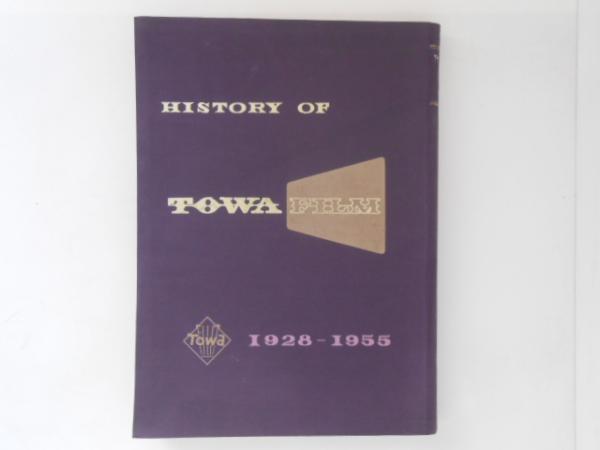 HISTORY OF
TOWA FILM
Towa
1928-1955